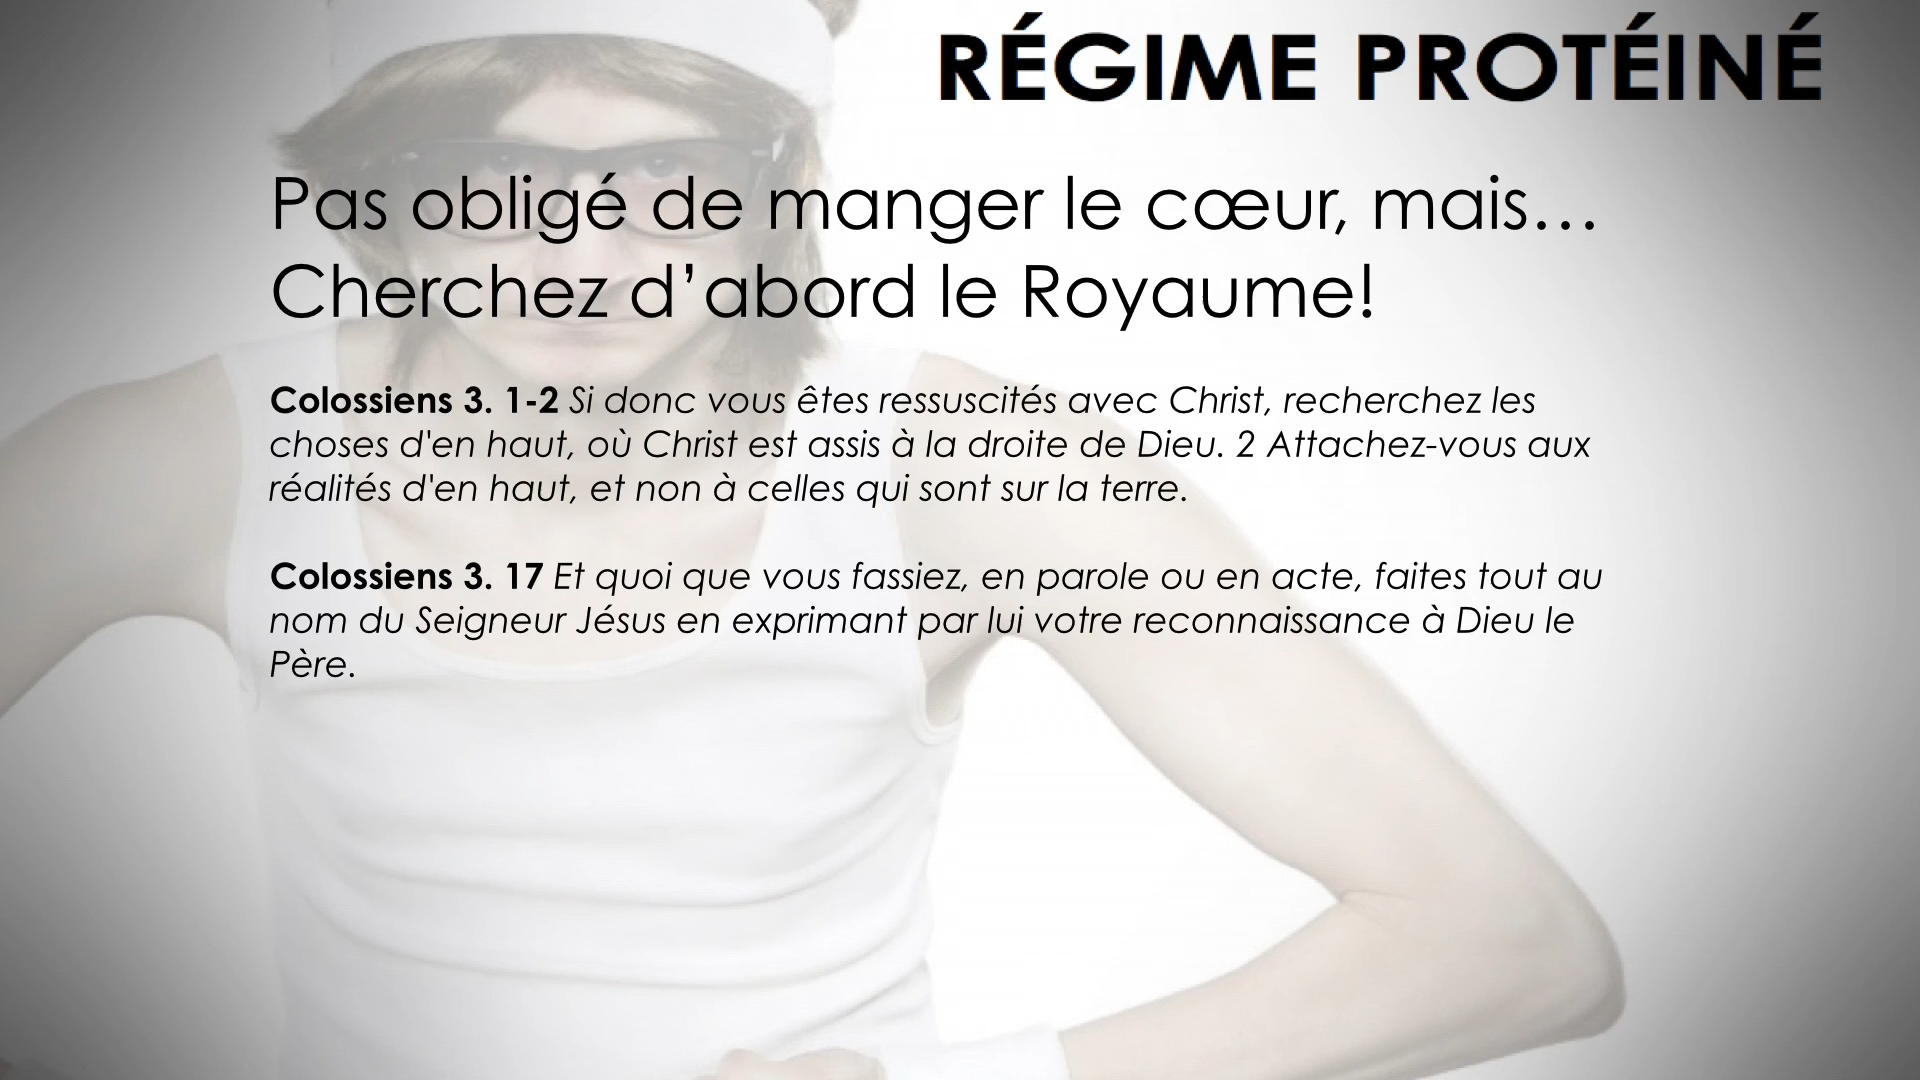 RÉGIME PROTÉINÉ
Pas obligé de manger le cœur, mais…
Cherchez d’abord le Royaume!
Colossiens 3. 1-2 Si donc vous êtes ressuscités avec Christ, recherchez les
choses d'en haut, où Christ est assis à la droite de Dieu. 2 Attachez-vous aux
réalités d'en haut, et non à celles qui sont sur la terre.
Colossiens 3. 17 Et quoi que vous fassiez, en parole ou en acte, faites tout au
nom du Seigneur Jésus en exprimant par lui votre reconnaissance à Dieu le
Père.